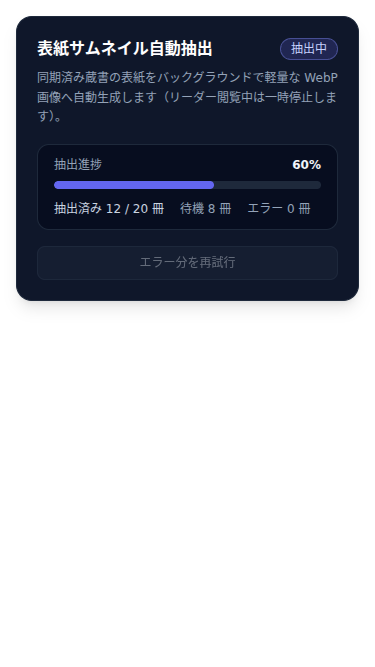 表紙サムネイル自動抽出
抽出中
同期済み蔵書の表紙をバックグラウンドで軽量な WebP
画像へ自動生成します（リーダー閲覧中は一時停止しま
す）。
抽出進捗
60%
抽出済み 12 / 20 冊 待機 8 冊 エラー 0 冊
エラー分を再試行